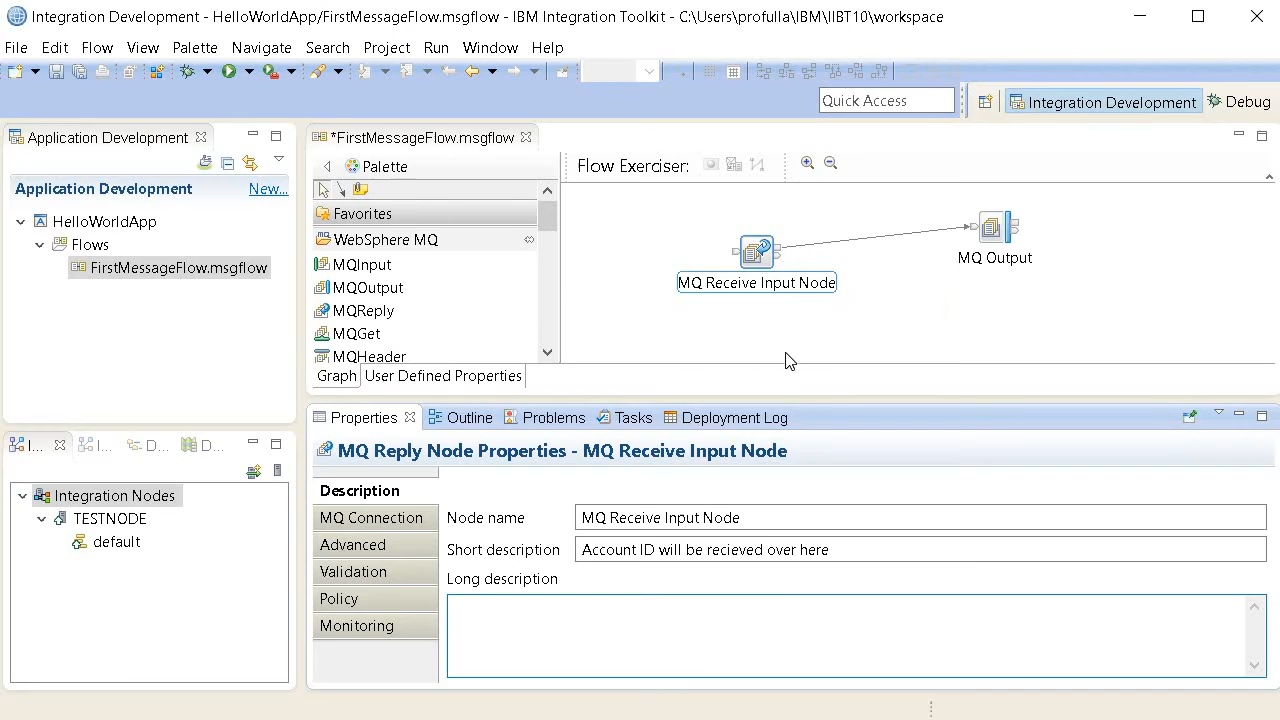 Integration Development - HelloWorldApp/FirstMessageFlow.msgflow - IBM Integration Toolkit - C:\Users\profulla\IBM\IIBT10\workspace
File Edit Flow View Palette Navigate Search Project Run Window Help
Quick Access
Integration Development
Debug
Application Development
Application Development
New...
HelloWorldApp
Flows
FirstMessageFlow.msgflow
*FirstMessageFlow.msgflow
Palette
Favorites
WebSphere MQ
MQInput
MQOutput
MQReply
MQGet
MQHeader
Flow Exerciser:
MQ Receive Input Node
MQ Output
Graph User Defined Properties
I...
I...
D...
D...
Integration Nodes
TESTNODE
default
Properties Outline Problems Tasks Deployment Log
MQ Reply Node Properties - MQ Receive Input Node
Description
MQ Connection
Advanced
Validation
Policy
Monitoring
Node name MQ Receive Input Node
Short description Account ID will be recieved over here
Long description